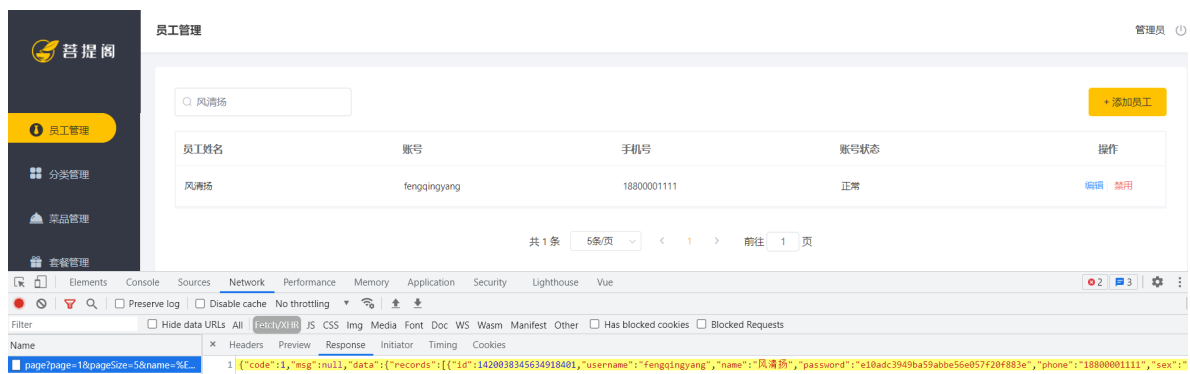 菩提阁
员工管理
管理员
风清扬
+ 添加员工
员工管理
员工姓名 账号 手机号 账号状态 操作
分类管理
风清扬 fengqingyang 18800001111 正常 编辑 禁用
菜品管理
共 1 条 5条/页 1 前往 1 页
套餐管理
Elements Console Sources Network Performance Memory Application Security Lighthouse Vue 2 3
Preserve log Disable cache No throttling
Filter Hide data URLs All Fetch/XHR JS CSS Img Media Font Doc WS Wasm Manifest Other Has blocked cookies Blocked Requests
Name × Headers Preview Response Initiator Timing Cookies
page?page=1&pageSize=5&name=%E... 1 {"code":1,"msg":null,"data":{"records":[{"id":1420038345634918401,"username":"fengqingyang","name":"风清扬","password":"e10adc3949ba59abbe56e057f20f883e","phone":"18800001111","sex":"